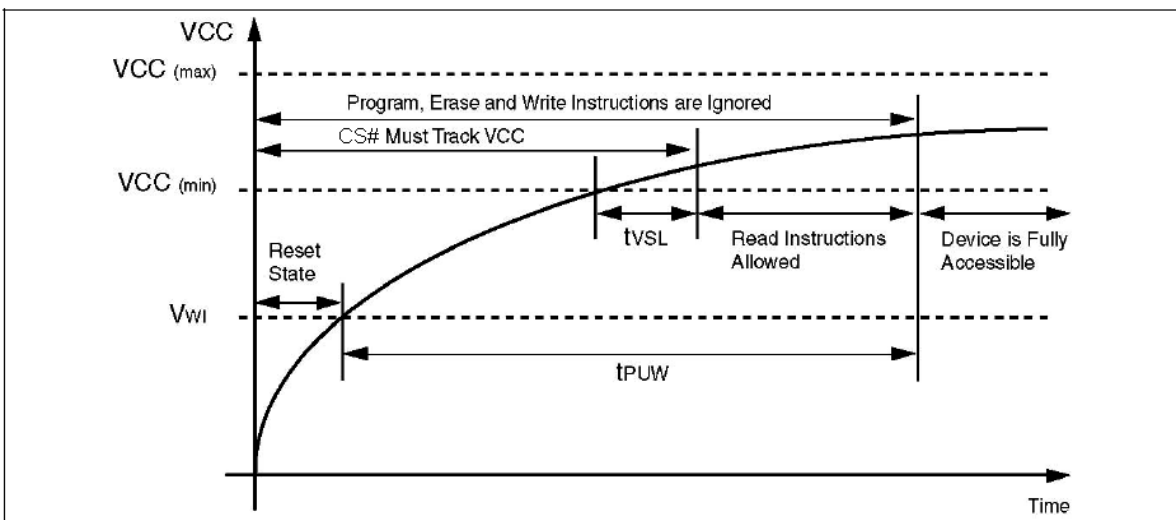 VCC
VCC (max)
Program, Erase and Write Instructions are Ignored
CS# Must Track VCC
VCC (min)
tVSL
Read Instructions
Allowed
Device is Fully
Accessible
Reset
State
VWI
tPUW
Time